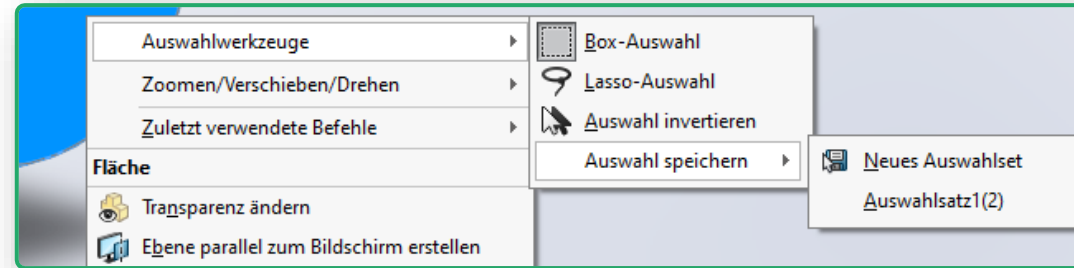 Auswahlwerkzeuge
Zoomen/Verschieben/Drehen
Zuletzt verwendete Befehle
Fläche
Transparenz ändern
Ebene parallel zum Bildschirm erstellen
Box-Auswahl
Lasso-Auswahl
Auswahl invertieren
Auswahl speichern
Neues Auswahlset
Auswahlsatz1(2)